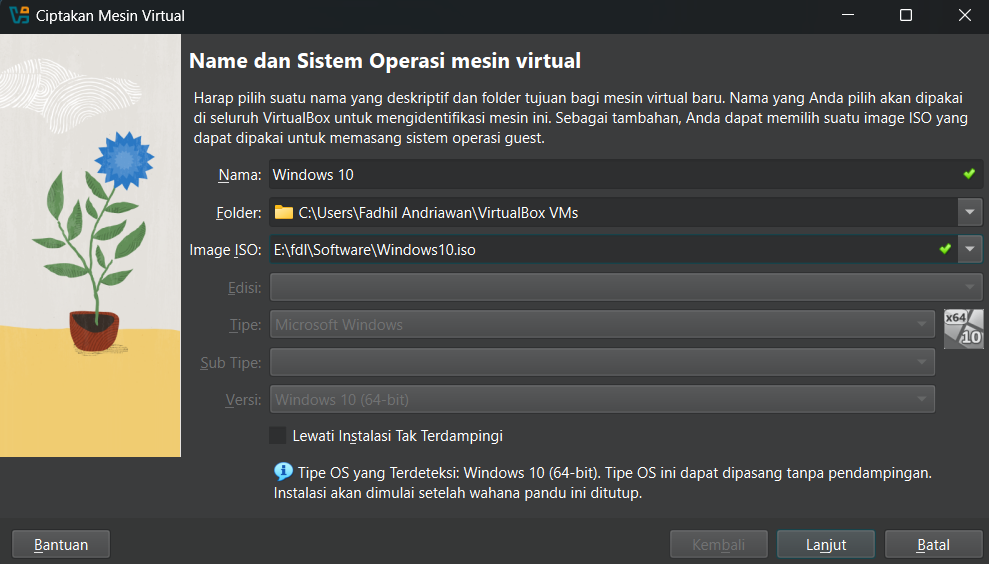 Ciptakan Mesin Virtual
Name dan Sistem Operasi mesin virtual
Harap pilih suatu nama yang deskriptif dan folder tujuan bagi mesin virtual baru. Nama yang Anda pilih akan dipakai
di seluruh VirtualBox untuk mengidentifikasi mesin ini. Sebagai tambahan, Anda dapat memilih suatu image ISO yang
dapat dipakai untuk memasang sistem operasi guest.
Nama: Windows 10
Folder: C:\Users\Fadhil Andriawan\VirtualBox VMs
Image ISO: E:\fdl\Software\Windows10.iso
Edisi:
Tipe: Microsoft Windows
x64
10
Sub Tipe:
Versi: Windows 10 (64-bit)
Lewati Instalasi Tak Terdampingi
Tipe OS yang Terdeteksi: Windows 10 (64-bit). Tipe OS ini dapat dipasang tanpa pendampingan.
Instalasi akan dimulai setelah wahana pandu ini ditutup.
Bantuan Kembali Lanjut Batal